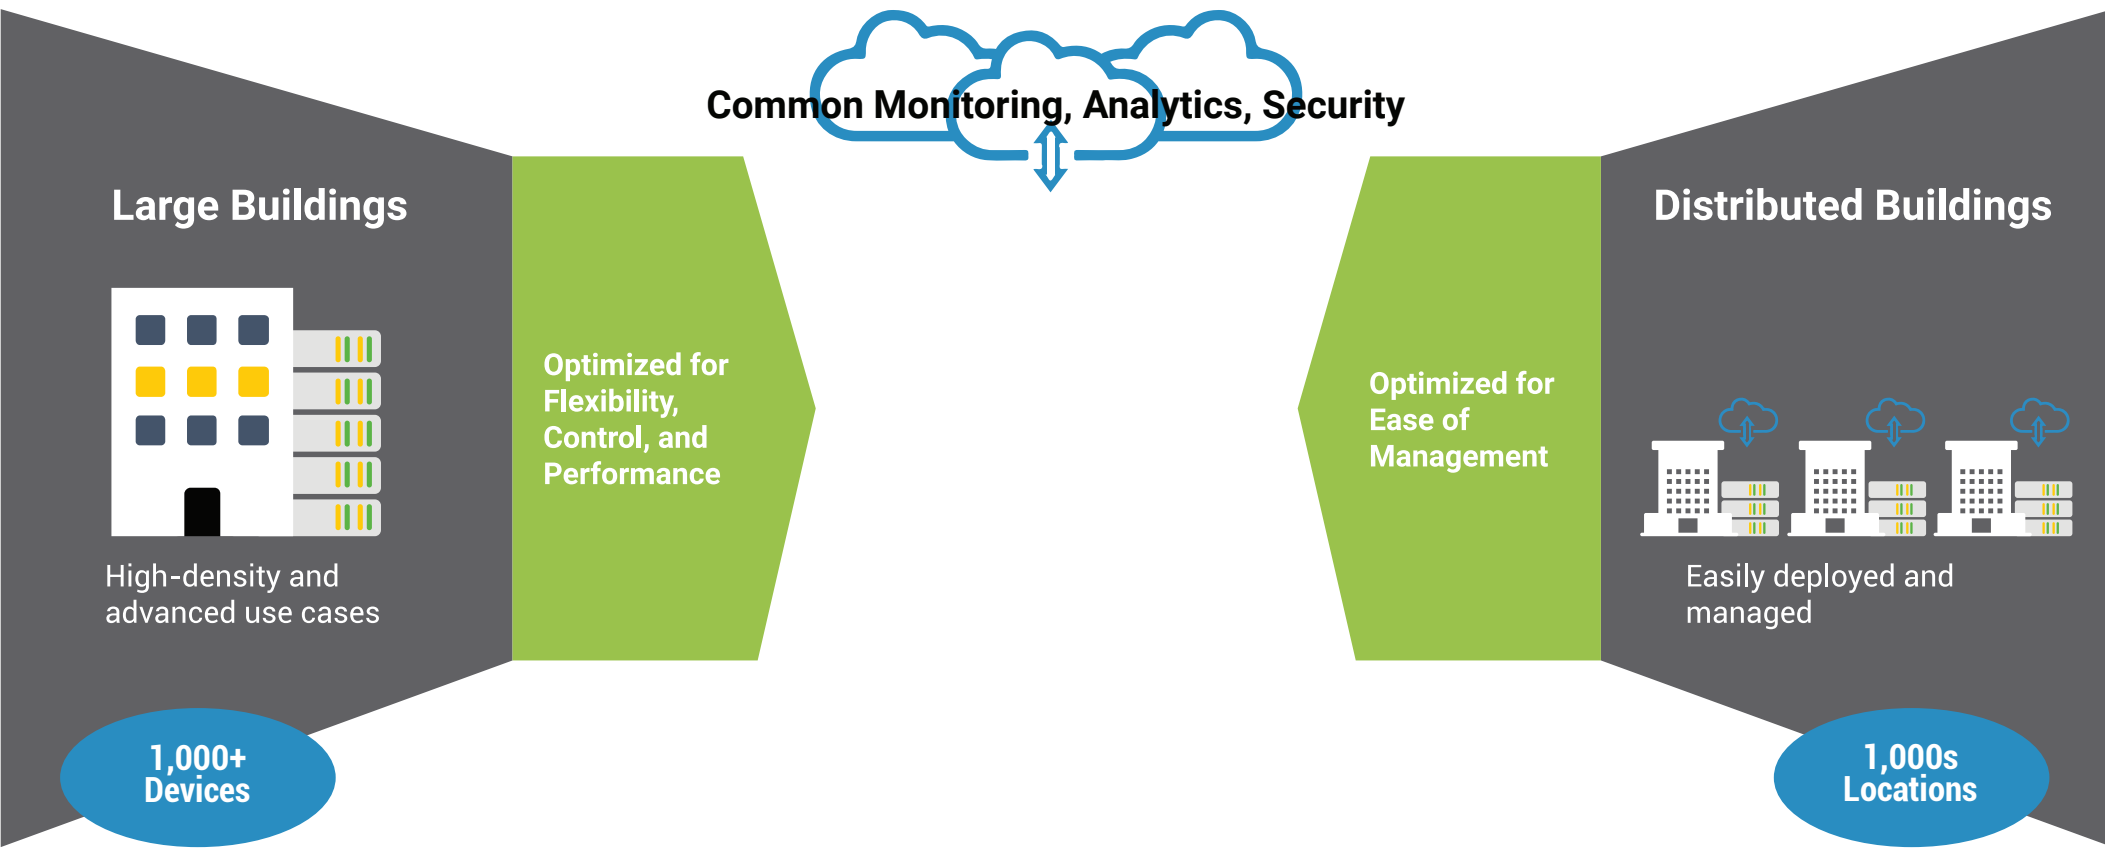 Common Monitoring, Analytics, Security
Large Buildings
High-density and
advanced use cases
1,000+
Devices
Optimized for
Flexibility,
Control, and
Performance
Optimized for
Ease of
Management
Distributed Buildings
Easily deployed and
managed
1,000s
Locations